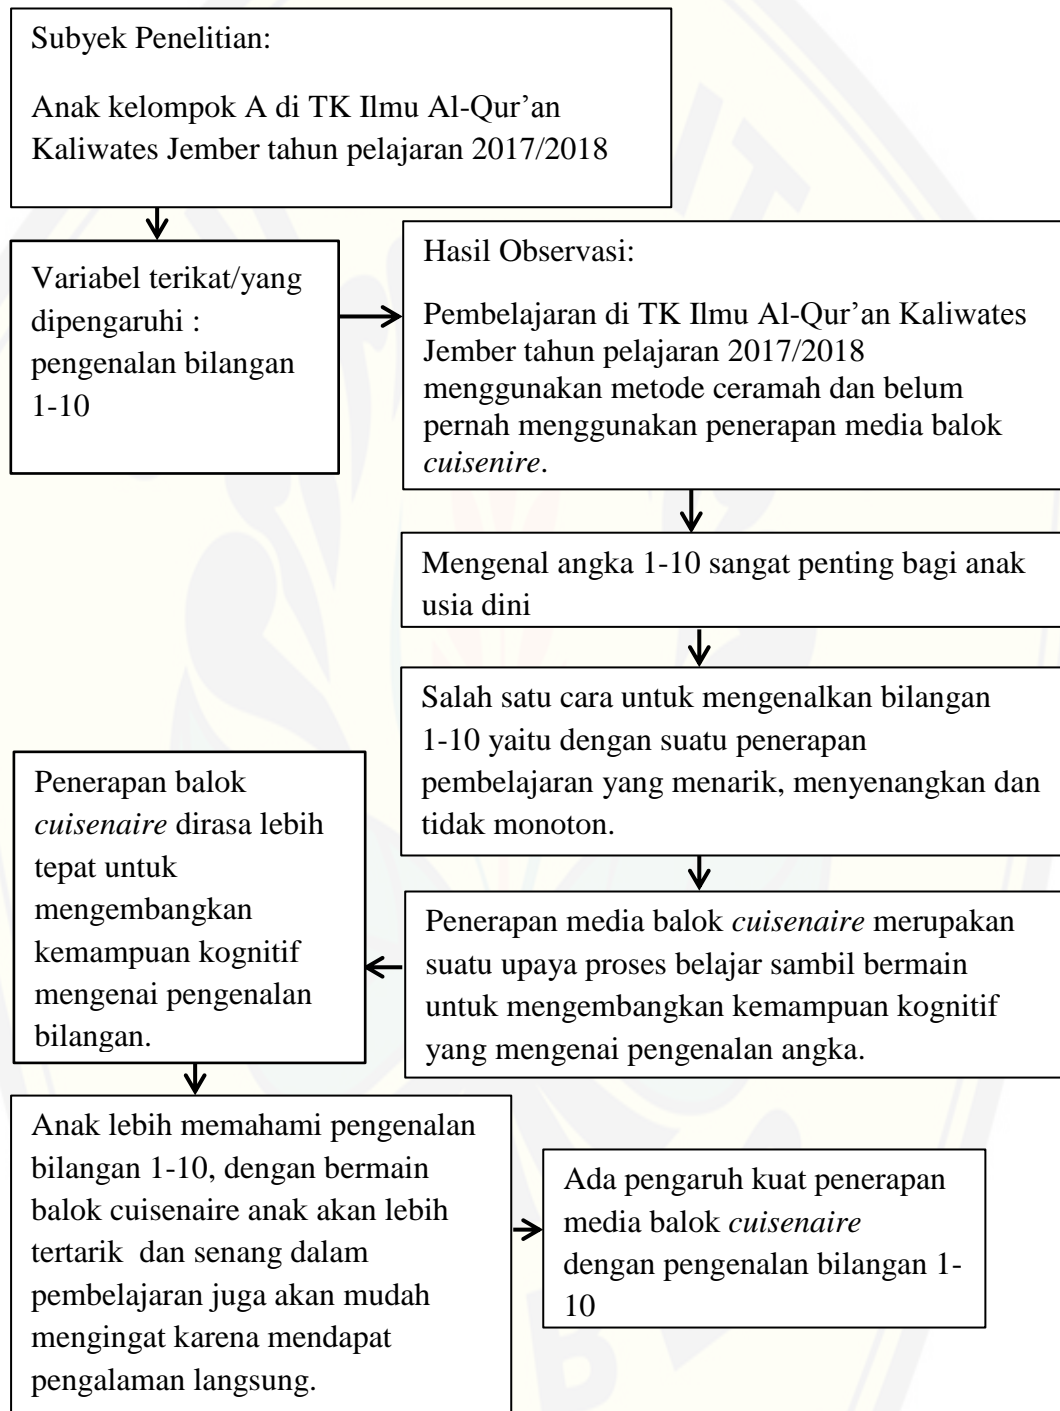 Subyek Penelitian:
Anak kelompok A di TK Ilmu Al-Qur’an
Kaliwates Jember tahun pelajaran 2017/2018
Variabel terikat/yang
dipengaruhi :
pengenalan bilangan
1-10
Hasil Observasi:
Pembelajaran di TK Ilmu Al-Qur’an Kaliwates
Jember tahun pelajaran 2017/2018
menggunakan metode ceramah dan belum
pernah menggunakan penerapan media balok
cuisenire.
Mengenal angka 1-10 sangat penting bagi anak
usia dini
Salah satu cara untuk mengenalkan bilangan
1-10 yaitu dengan suatu penerapan
pembelajaran yang menarik, menyenangkan dan
tidak monoton.
Penerapan media balok cuisenaire merupakan
suatu upaya proses belajar sambil bermain
untuk mengembangkan kemampuan kognitif
yang mengenai pengenalan angka.
Penerapan balok
cuisenaire dirasa lebih
tepat untuk
mengembangkan
kemampuan kognitif
mengenai pengenalan
bilangan.
Anak lebih memahami pengenalan
bilangan 1-10, dengan bermain
balok cuisenaire anak akan lebih
tertarik  dan senang dalam
pembelajaran juga akan mudah
mengingat karena mendapat
pengalaman langsung.
Ada pengaruh kuat penerapan
media balok cuisenaire
dengan pengenalan bilangan 1-
10